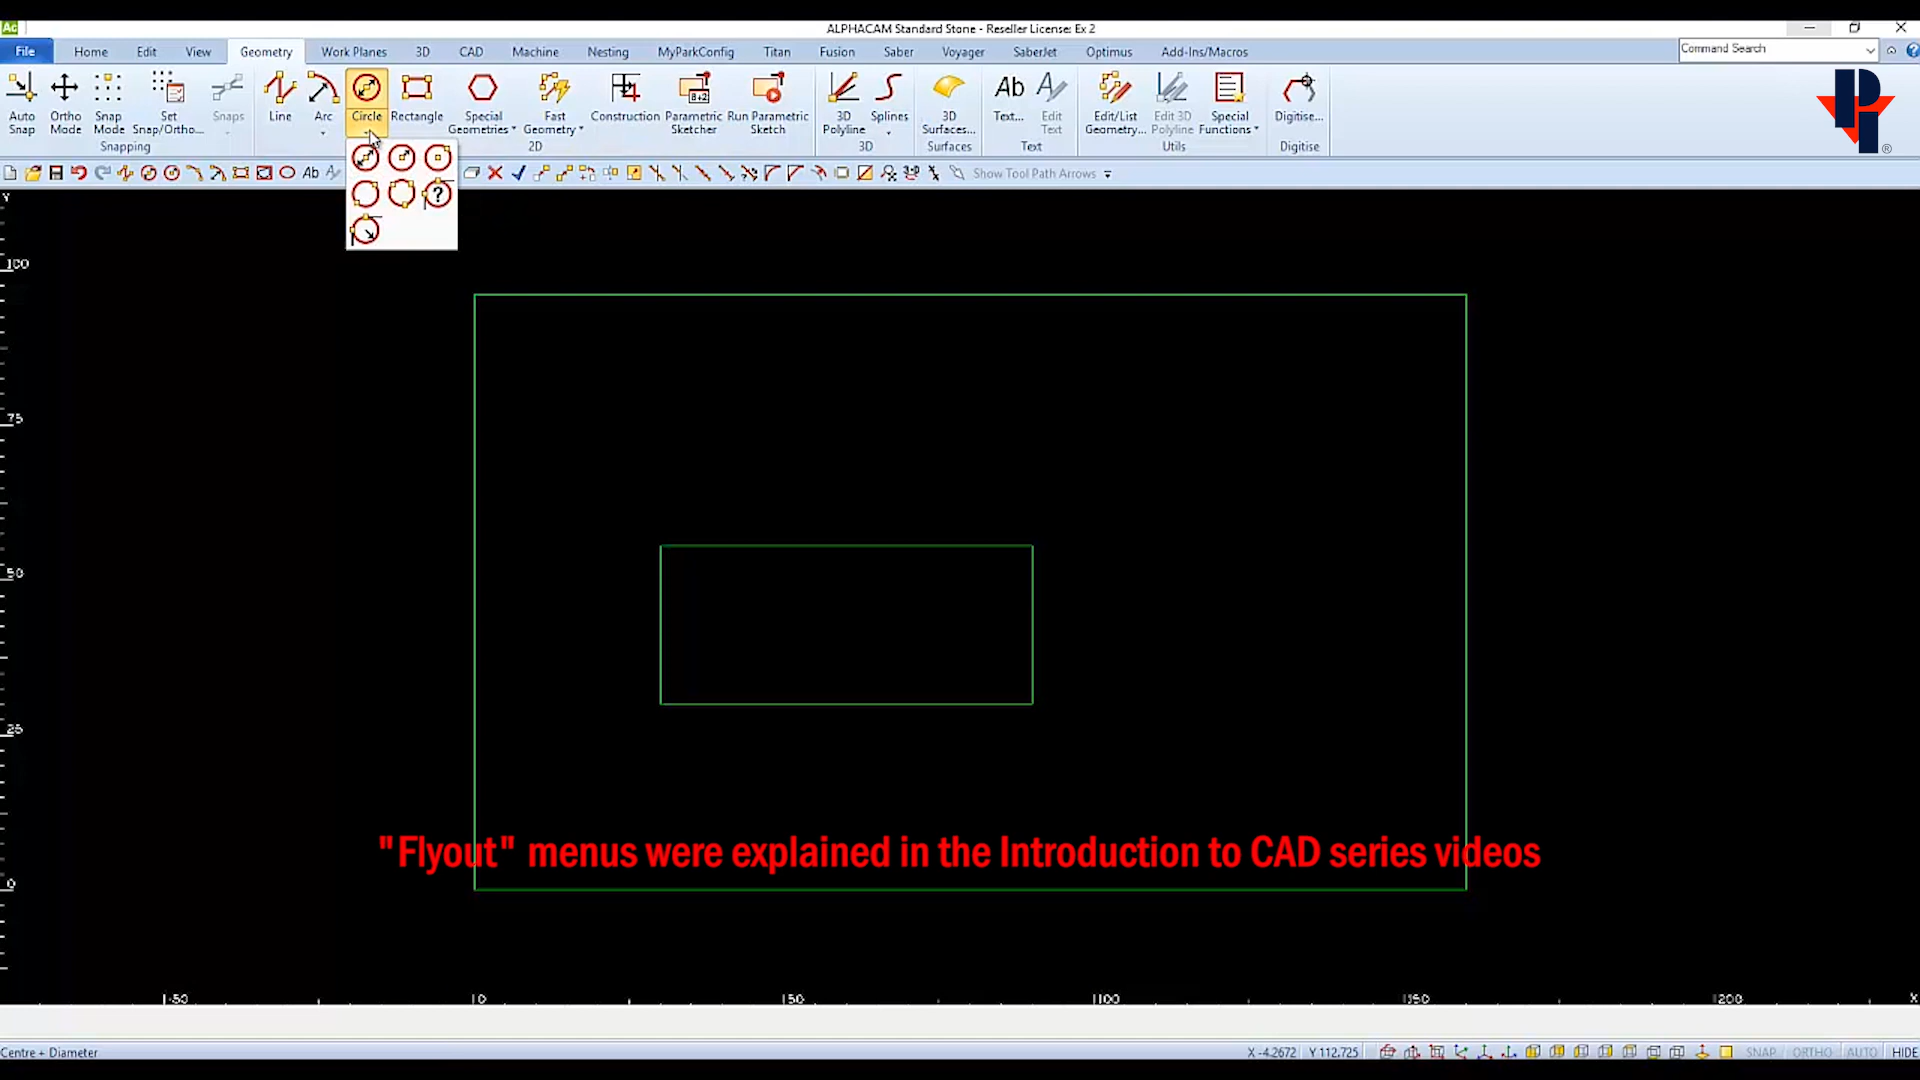 ALPHACAM Standard Stone - Reseller License: Ex 2
File Home Edit View Geometry Work Planes 3D CAD Machine Nesting MyParkConfig Titan Fusion Saber Voyager SaberJet Optimus Add-Ins/Macros Command Search
Auto Snap
Ortho Mode
Snap Mode
Set Snap/Ortho...
Snaps
Line
Arc
Circle
Rectangle
Special Geometries
Fast Geometry
Construction
Parametric Sketcher
Run Parametric Sketch
3D Polyline
Splines
3D Surfaces...
Text...
Edit Text
Edit/List Geometry...
Edit 3D Polyline
Special Functions
Digitise...
Snapping 2D 3D Surfaces Text Utils Digitise
Show Tool Path Arrows
Y
100
75
50
25
0
"Flyout" menus were explained in the Introduction to CAD series videos
-50 0 50 100 150 200 X
Centre + Diameter X -4.2672 Y 112.725 SNAP ORTHO AUTO HIDE